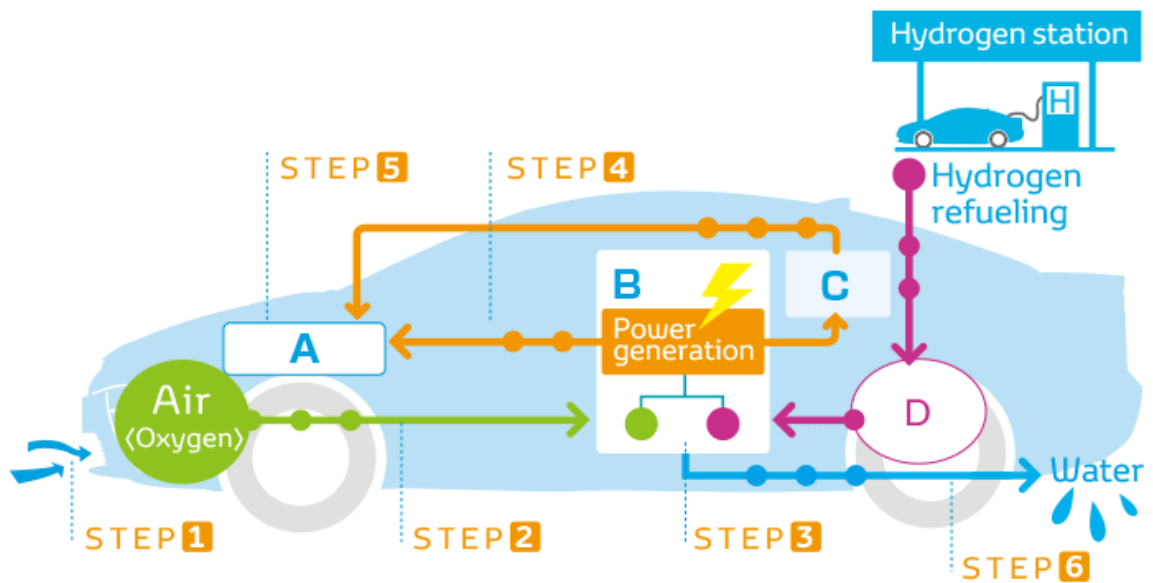 Hydrogen station
H
Hydrogen
refueling
STEP 5
STEP 4
B
C
Power
generation
A
Air
(Oxygen)
D
Water
STEP 1
STEP 2
STEP 3
STEP 6